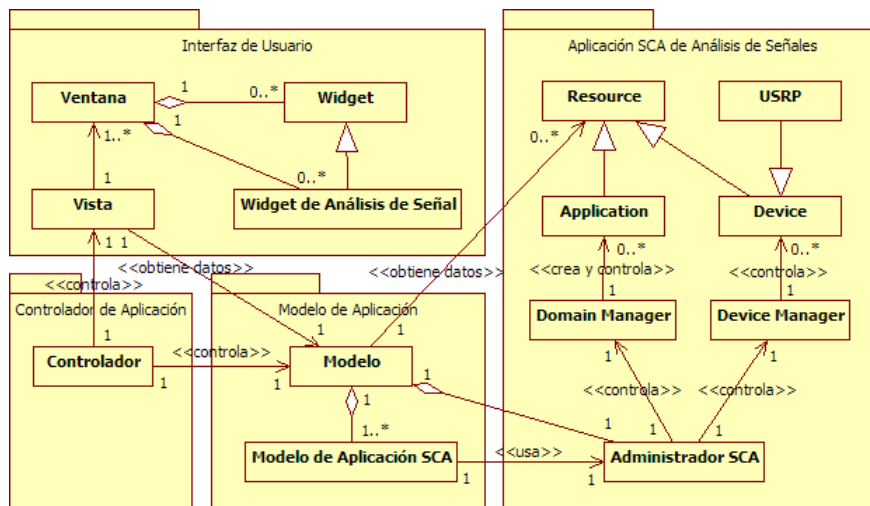 Interfaz de Usuario
Ventana
1
0..*
Widget
1
1..*
0..*
1
Vista
Widget de Análisis de Señal
1 1
<<obtiene datos>>
<<controla>>
Aplicación SCA de Análisis de Señales
Resource
USRP
0..*
Application
Device
0..*
0..*
<<obtiene datos>>
<<crea y controla>>
<<controla>>
1
1
Domain Manager
Device Manager
1
1
<<controla>>
<<controla>>
1
1
1
Administrador SCA
1
Controlador de Aplicación
1
Controlador
1
<<controla>>
Modelo de Aplicación
1
1
1
Modelo
1
1
1..*
Modelo de Aplicación SCA
1
<<usa>>